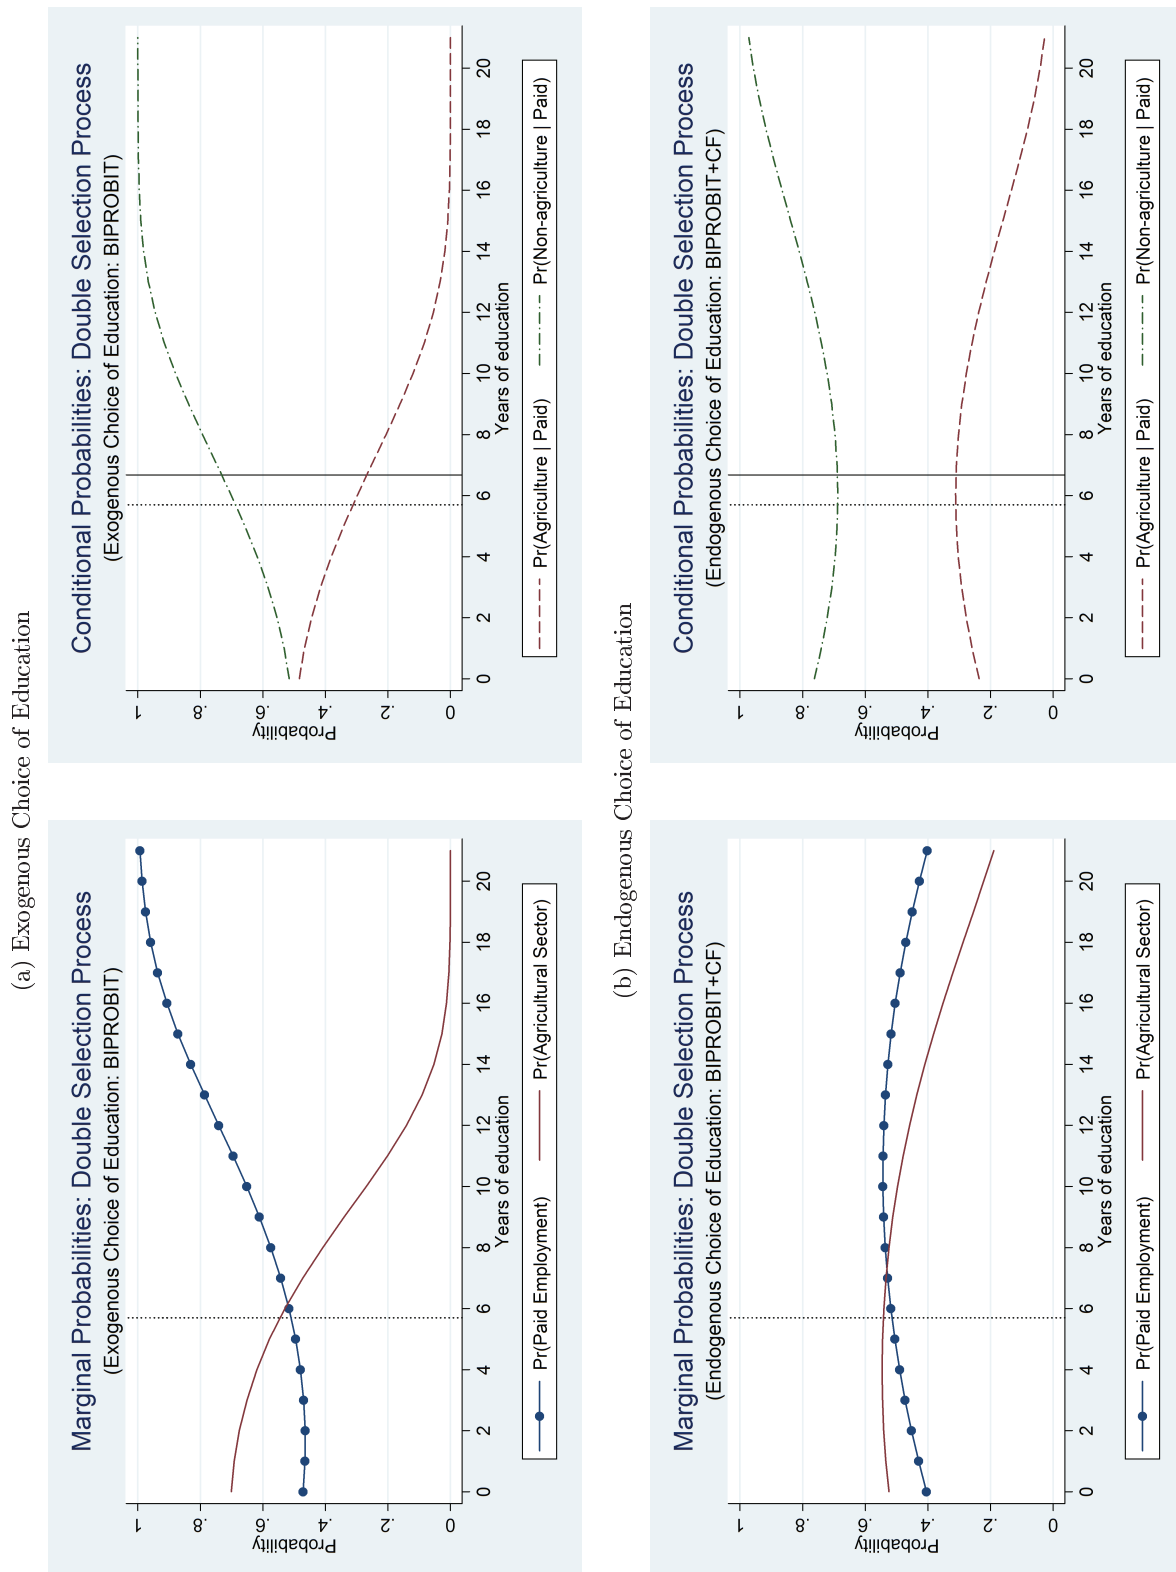 (a) Exogenous Choice of Education
Marginal Probabilities: Double Selection Process
(Exogenous Choice of Education: BIPROBIT)
Probability
1
.8
.6
.4
.2
0
0 2 4 6 8 10 12 14 16 18 20
Years of education
Pr(Paid Employment) Pr(Agricultural Sector)
Conditional Probabilities: Double Selection Process
(Exogenous Choice of Education: BIPROBIT)
Probability
1
.8
.6
.4
.2
0
0 2 4 6 8 10 12 14 16 18 20
Years of education
Pr(Agriculture | Paid) Pr(Non-agriculture | Paid)
(b) Endogenous Choice of Education
Marginal Probabilities: Double Selection Process
(Endogenous Choice of Education: BIPROBIT+CF)
Probability
1
.8
.6
.4
.2
0
0 2 4 6 8 10 12 14 16 18 20
Years of education
Pr(Paid Employment) Pr(Agricultural Sector)
Conditional Probabilities: Double Selection Process
(Endogenous Choice of Education: BIPROBIT+CF)
Probability
1
.8
.6
.4
.2
0
0 2 4 6 8 10 12 14 16 18 20
Years of education
Pr(Agriculture | Paid) Pr(Non-agriculture | Paid)